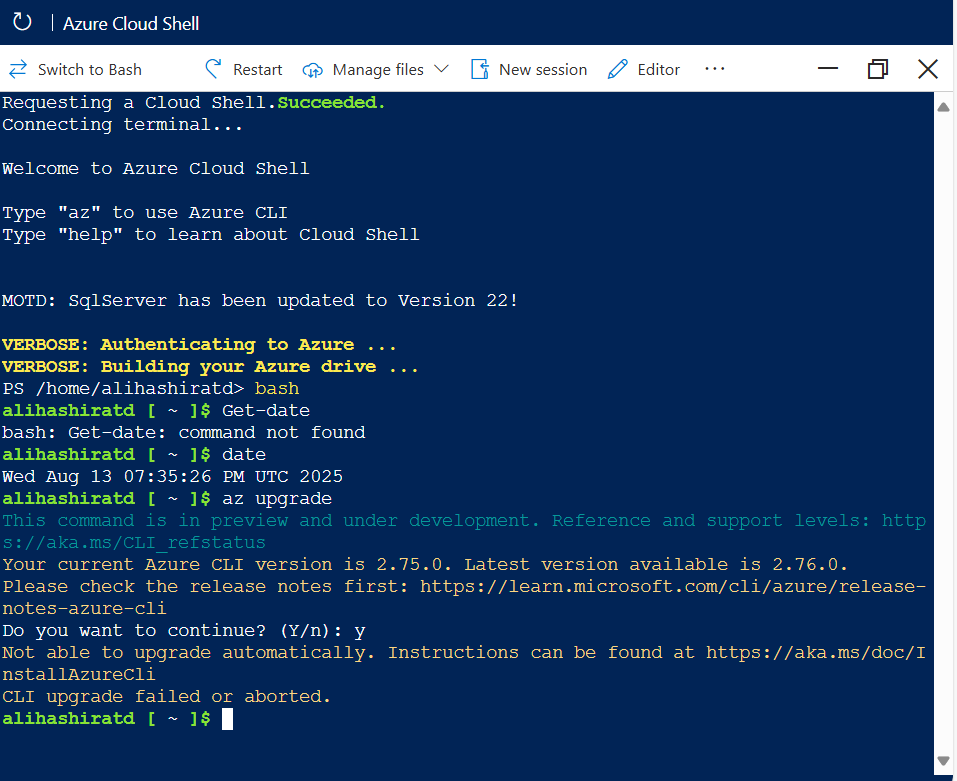 Azure Cloud Shell
Switch to Bash Restart Manage files New session Editor ...
Requesting a Cloud Shell.Succeeded.
Connecting terminal...
Welcome to Azure Cloud Shell
Type "az" to use Azure CLI
Type "help" to learn about Cloud Shell
MOTD: SqlServer has been updated to Version 22!
VERBOSE: Authenticating to Azure ...
VERBOSE: Building your Azure drive ...
PS /home/alihashiratd> bash
alihashiratd [ ~ ]$ Get-date
bash: Get-date: command not found
alihashiratd [ ~ ]$ date
Wed Aug 13 07:35:26 PM UTC 2025
alihashiratd [ ~ ]$ az upgrade
This command is in preview and under development. Reference and support levels: http
s://aka.ms/CLI_refstatus
Your current Azure CLI version is 2.75.0. Latest version available is 2.76.0.
Please check the release notes first: https://learn.microsoft.com/cli/azure/release-
notes-azure-cli
Do you want to continue? (Y/n): y
Not able to upgrade automatically. Instructions can be found at https://aka.ms/doc/I
nstallAzureCli
CLI upgrade failed or aborted.
alihashiratd [ ~ ]$